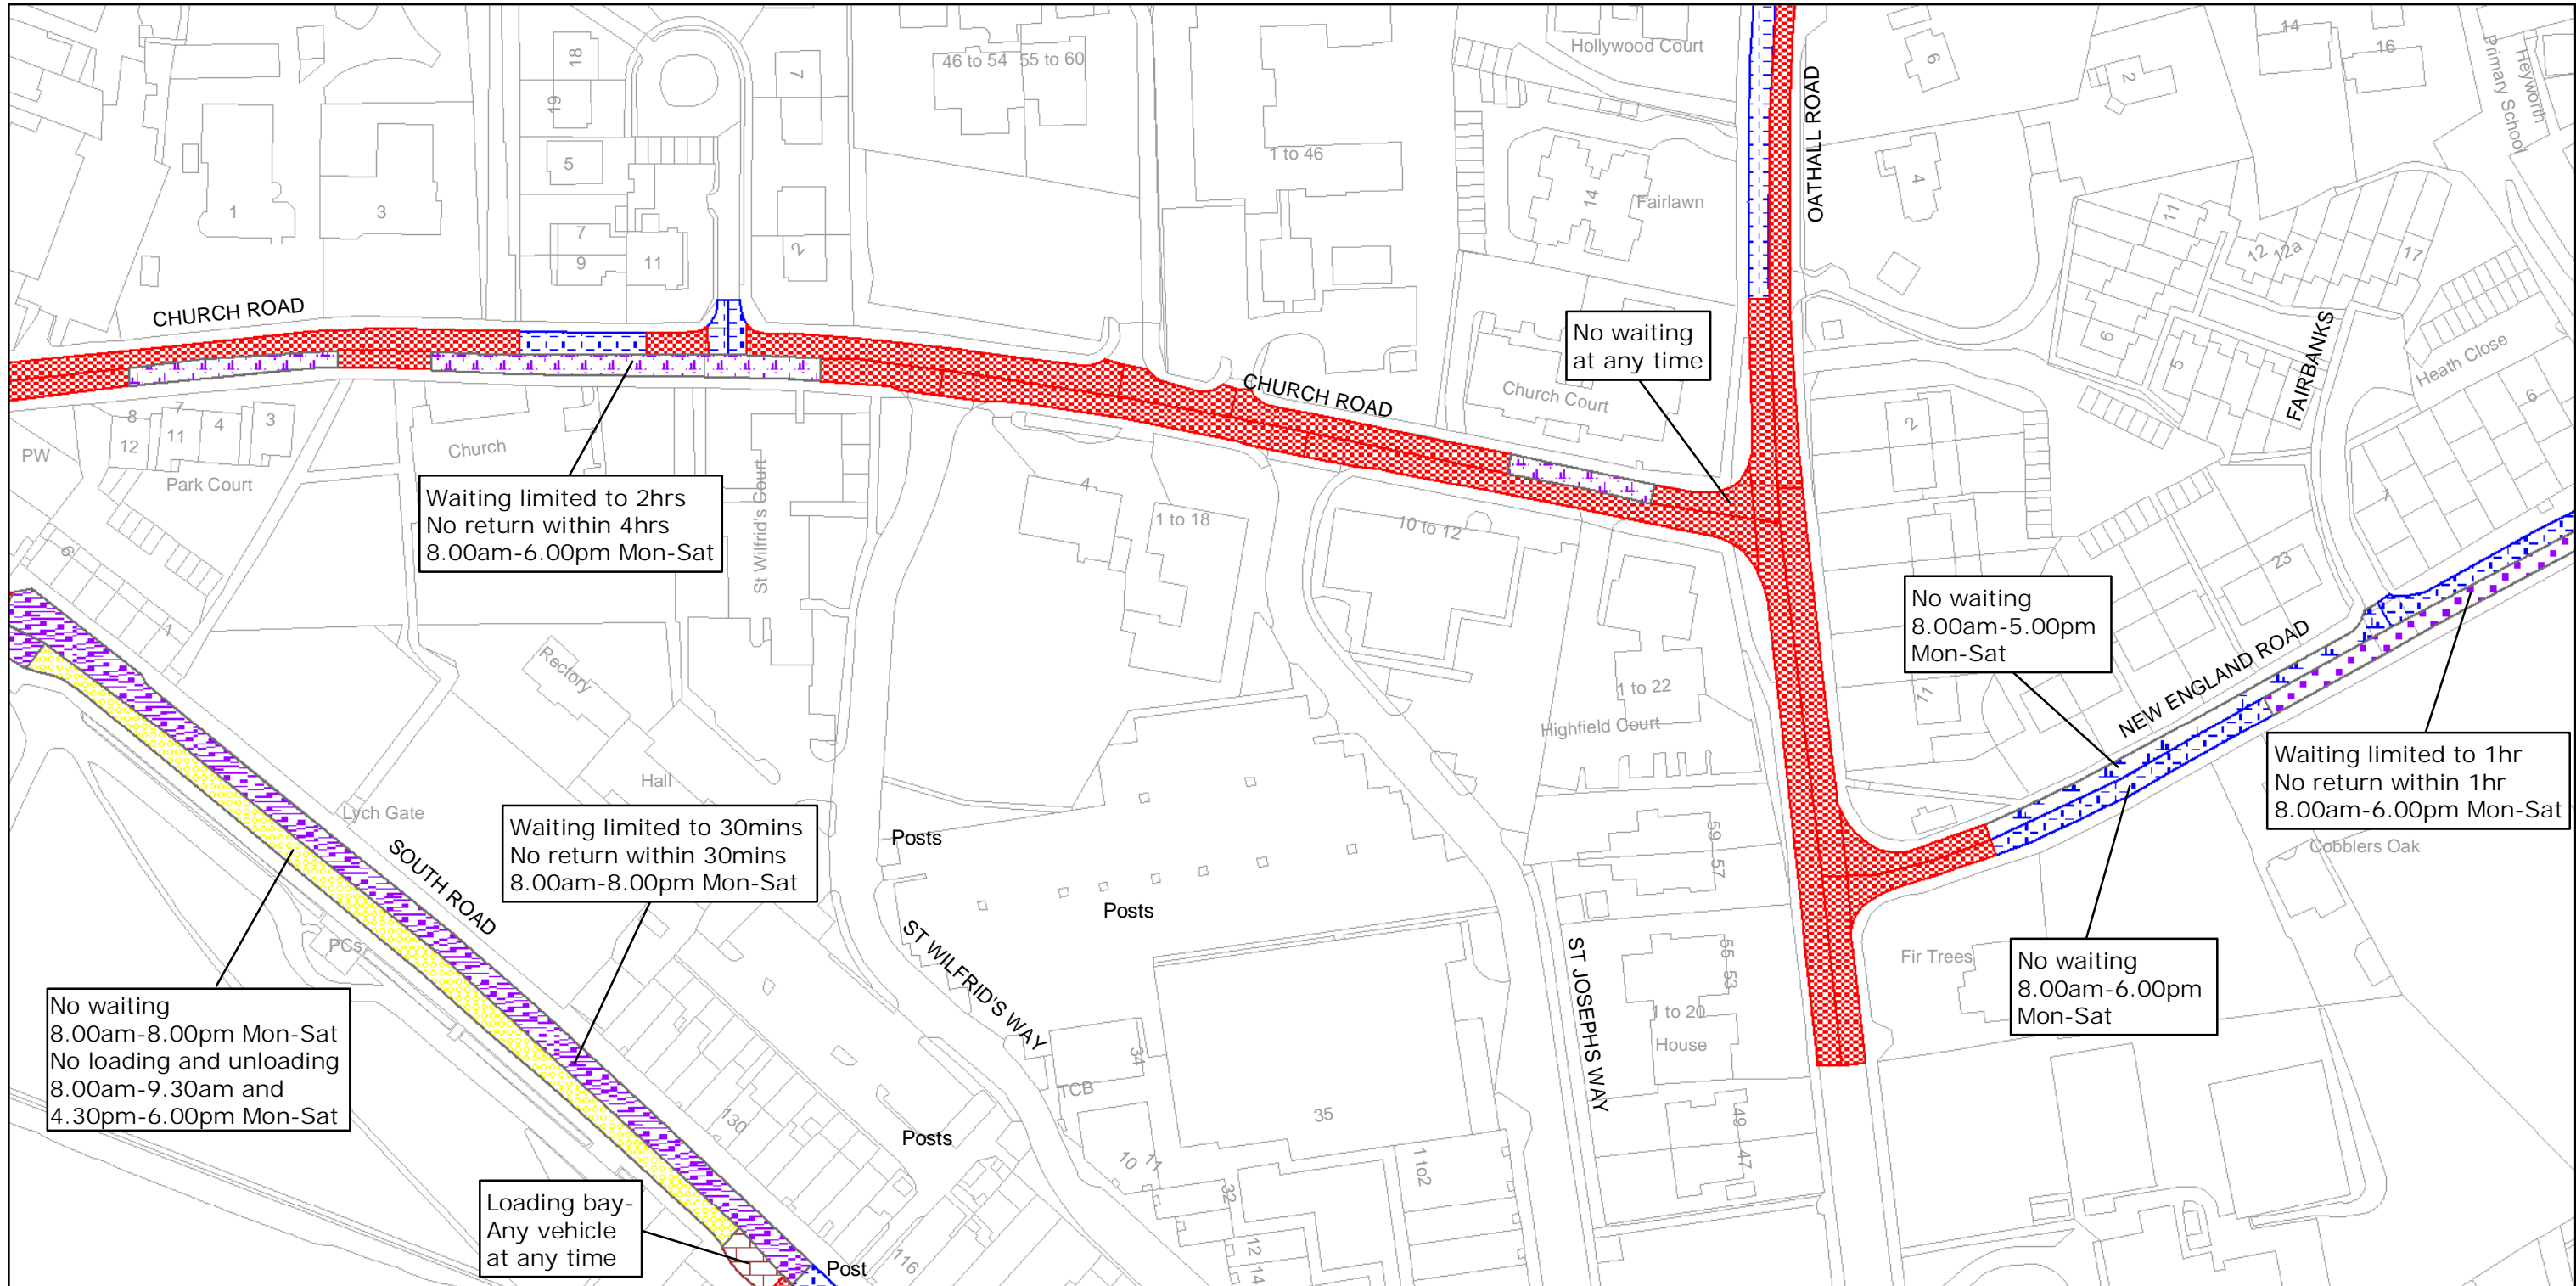 Hollywood Court
14
16
Heyworth
Primary School
18
7
46 to 54
55 to 60
6
2
19
OATHALL ROAD
5
1 to 46
4
14
Fairlawn
1
3
11
7
9
11
2
12
12a
17
CHURCH ROAD
No waiting
at any time
6
5
FAIRBANKS
Heath Close
6
CHURCH ROAD
Church Court
2
8
7
12
11
4
3
PW
Church
Park Court
St Wilfrid's Court
4
1 to 18
10 to 12
1
Waiting limited to 2hrs
No return within 4hrs
8.00am-6.00pm Mon-Sat
6
1
23
No waiting
8.00am-5.00pm
Mon-Sat
NEW ENGLAND ROAD
Rectory
1 to 22
11
Highfield Court
Waiting limited to 1hr
No return within 1hr
8.00am-6.00pm Mon-Sat
Hall
Lych Gate
Cobblers Oak
SOUTH ROAD
Waiting limited to 30mins
No return within 30mins
8.00am-8.00pm Mon-Sat
Posts
59
57
Posts
ST WILFRID'S WAY
ST JOSEPHS WAY
PCs
55
53
Fir Trees
No waiting
8.00am-6.00pm
Mon-Sat
No waiting
8.00am-8.00pm Mon-Sat
No loading and unloading
8.00am-9.30am and
4.30pm-6.00pm Mon-Sat
1 to 20
House
34
TCB
35
130
49
47
Posts
10
11
1 to2
32
Loading bay-
Any vehicle
at any time
12
14
116
Post